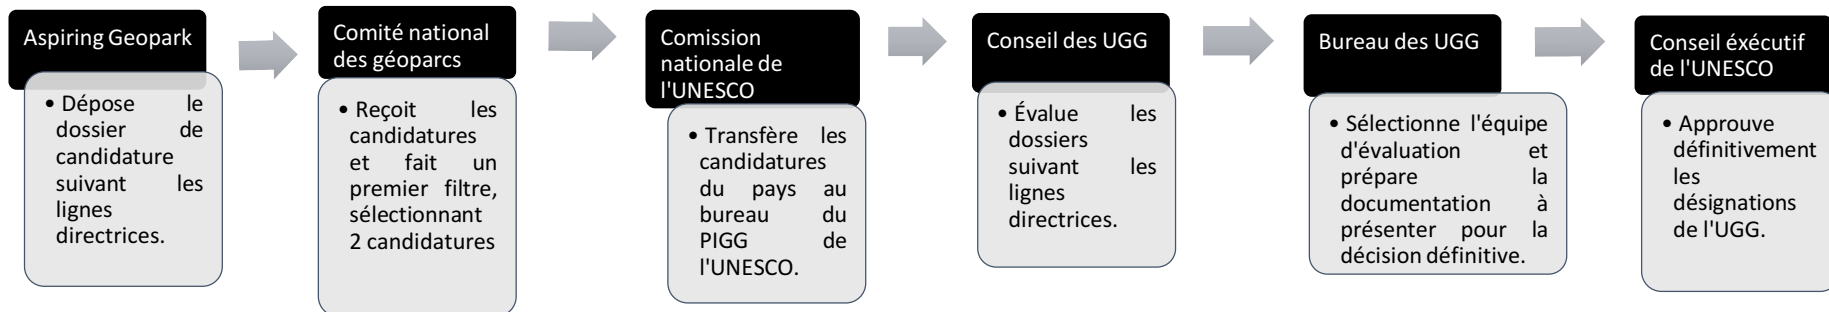 Aspiring Geopark
• Dépose le
dossier de
candidature
suivant les
lignes
directrices.
Comité national
des géoparcs
• Reçoit les
candidatures
et fait un
premier filtre,
sélectionnant
2 candidatures
Comission
nationale de
l'UNESCO
• Transfère les
candidatures
du pays au
bureau du
PIGG de
l'UNESCO.
Conseil des UGG
• Évalue les
dossiers
suivant les
lignes
directrices.
Bureau des UGG
• Sélectionne l'équipe
d'évaluation et
prépare la
documentation à
présenter pour la
décision définitive.
Conseil éxécutif
de l'UNESCO
• Approuve
définitivement
les
désignations
de l'UGG.